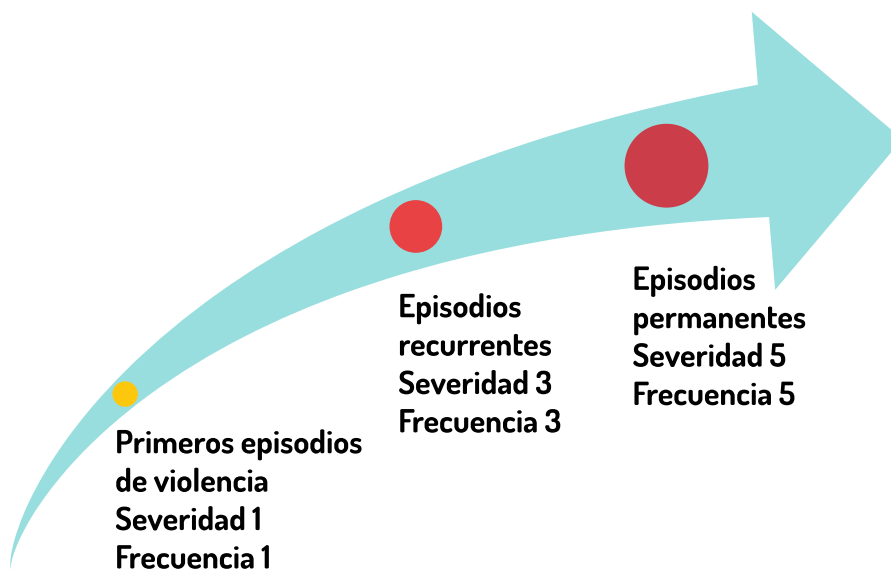 Primeros episodios
de violencia
Severidad 1
Frecuencia 1
Episodios
recurrentes
Severidad 3
Frecuencia 3
Episodios
permanentes
Severidad 5
Frecuencia 5